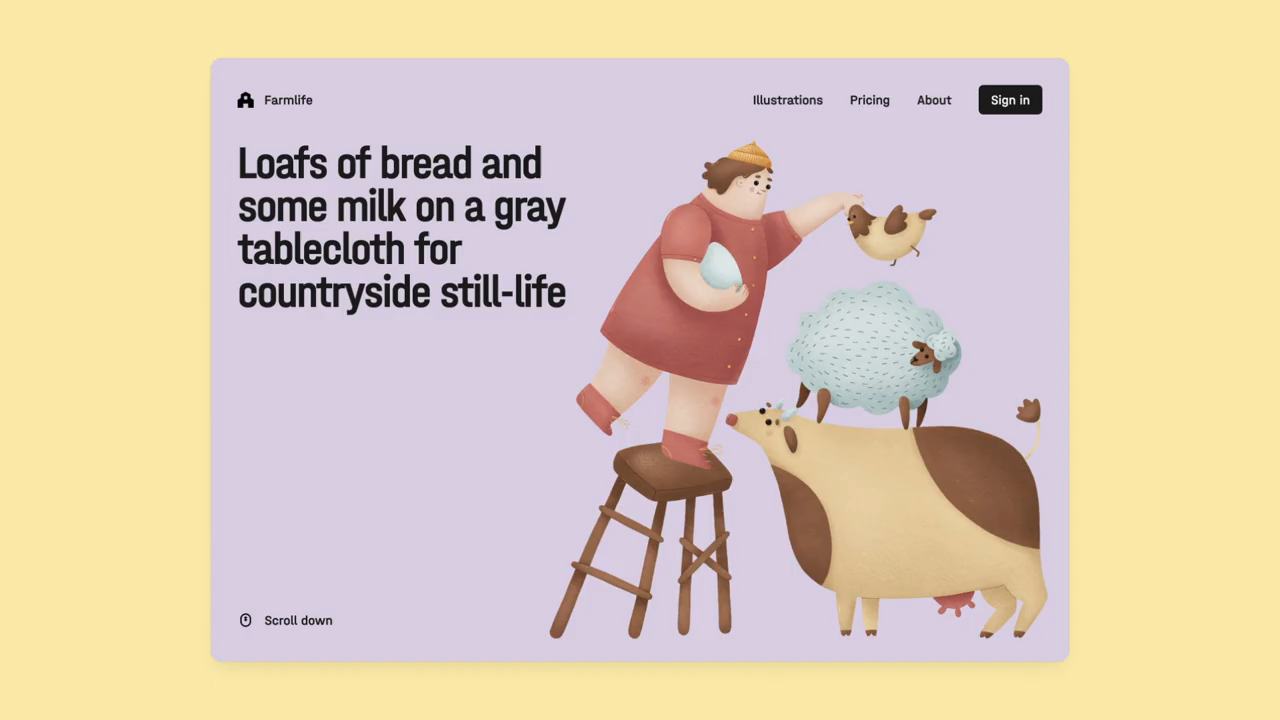 Farmlife
Illustrations
Pricing
About
Sign in
Loafs of bread and
some milk on a gray
tablecloth for
countryside still-life
Scroll down